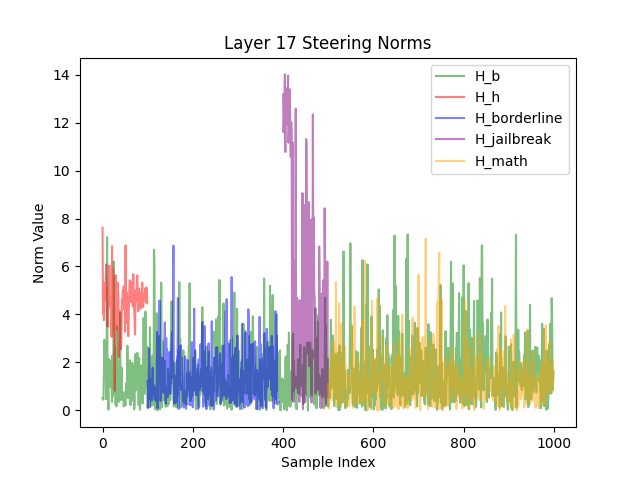 Layer 17 Steering Norms
Norm Value
14
12
10
8
6
4
2
0
H_b
H_h
H_borderline
H_jailbreak
H_math
0
200
400
600
800
1000
Sample Index